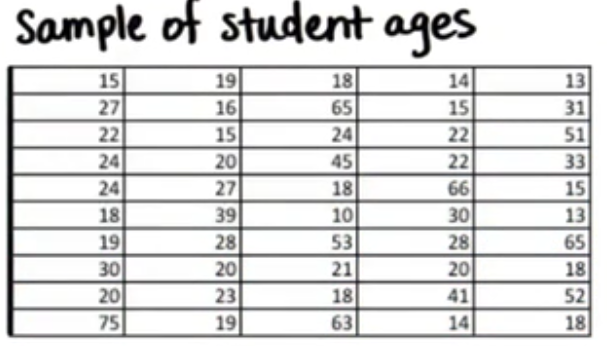 Sample of student ages
15 19 18 14 13
27 16 65 15 31
22 15 24 22 51
24 20 45 22 33
24 27 18 66 15
18 39 10 30 13
19 28 53 28 65
30 20 21 20 18
20 23 18 41 52
75 19 63 14 18